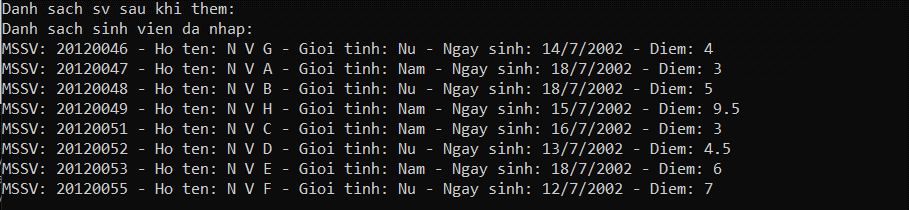 Danh sach sv sau khi them:
Danh sach sinh vien da nhap:
MSSV: 20120046 - Ho ten: N V G - Gioi tinh: Nu - Ngay sinh: 14/7/2002 - Diem: 4
MSSV: 20120047 - Ho ten: N V A - Gioi tinh: Nam - Ngay sinh: 18/7/2002 - Diem: 3
MSSV: 20120048 - Ho ten: N V B - Gioi tinh: Nu - Ngay sinh: 18/7/2002 - Diem: 5
MSSV: 20120049 - Ho ten: N V H - Gioi tinh: Nam - Ngay sinh: 15/7/2002 - Diem: 9.5
MSSV: 20120051 - Ho ten: N V C - Gioi tinh: Nam - Ngay sinh: 16/7/2002 - Diem: 3
MSSV: 20120052 - Ho ten: N V D - Gioi tinh: Nu - Ngay sinh: 13/7/2002 - Diem: 4.5
MSSV: 20120053 - Ho ten: N V E - Gioi tinh: Nam - Ngay sinh: 18/7/2002 - Diem: 6
MSSV: 20120055 - Ho ten: N V F - Gioi tinh: Nu - Ngay sinh: 12/7/2002 - Diem: 7